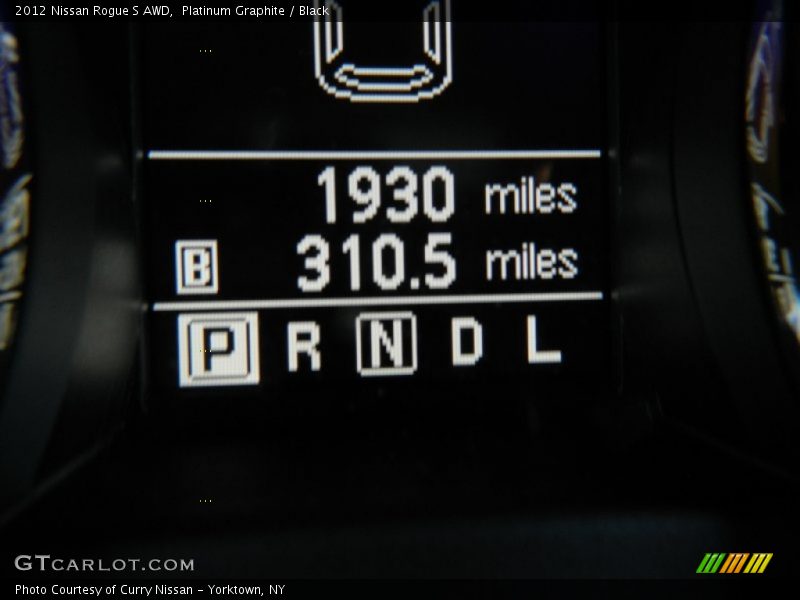 2012 Nissan Rogue S AWD,  Platinum Graphite / Black
1930 miles
B 310.5 miles
P R N D L
GTCARLOT.COM
Photo Courtesy of Curry Nissan - Yorktown, NY